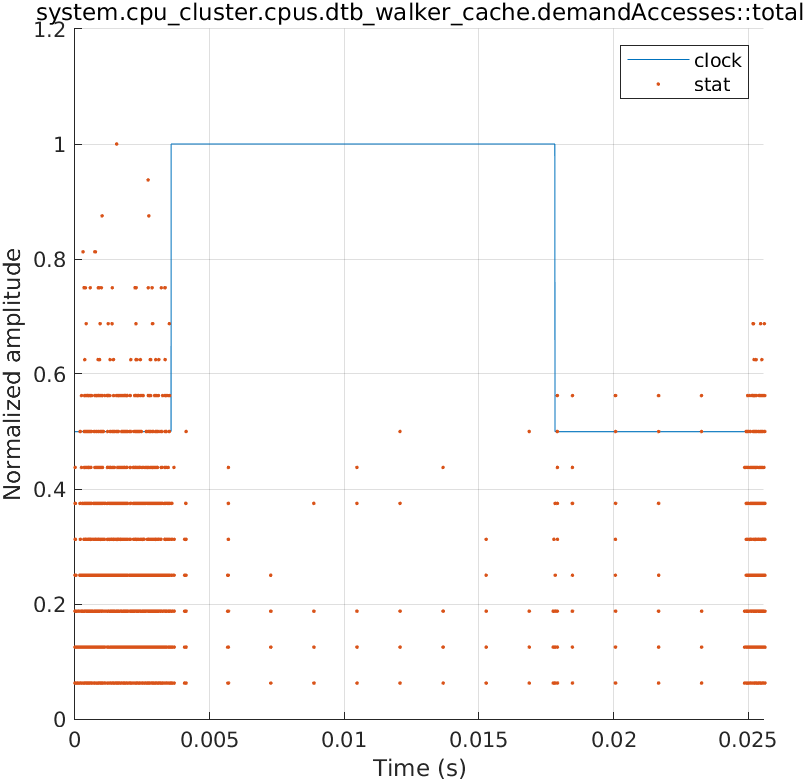 system.cpu_cluster.cpus.dtb_walker_cache.demandAccesses::total
1.2
1
0.8
0.6
0.4
0.2
0
Normalized amplitude
clock
stat
0 0.005 0.01 0.015 0.02 0.025
Time (s)